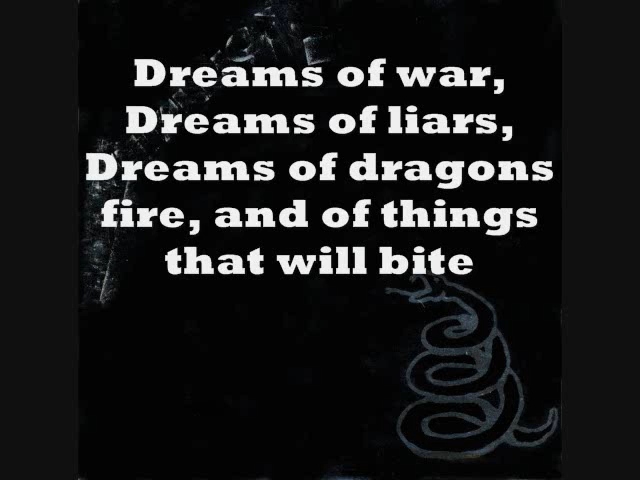 Dreams of war,
Dreams of liars,
Dreams of dragons
fire, and of things
that will bite